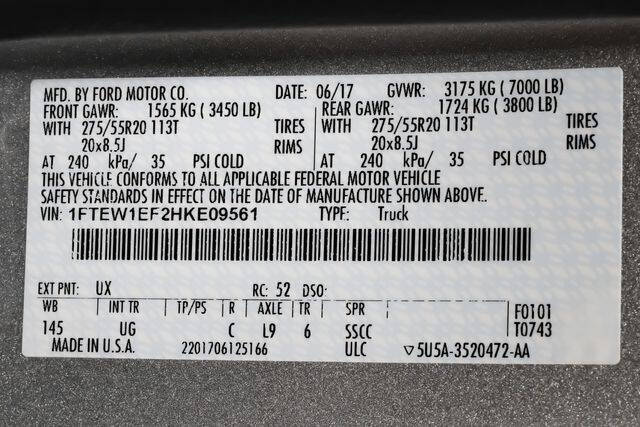 MFD. BY FORD MOTOR CO. DATE: 06/17 GVWR: 3175 KG ( 7000 LB)
FRONT GAWR: 1565 KG ( 3450 LB) REAR GAWR: 1724 KG ( 3800 LB)
WITH 275/55R20 113T TIRES WITH 275/55R20 113T TIRES
20x8.5J RIMS 20x8.5J RIMS
AT 240 kPa/ 35 PSI COLD AT 240 kPa/ 35 PSI COLD
THIS VEHICLE CONFORMS TO ALL APPLICABLE FEDERAL MOTOR VEHICLE
SAFETY STANDARDS IN EFFECT ON THE DATE OF MANUFACTURE SHOWN ABOVE.
VIN: 1FTEW1EF2HKE09561 TYPE: Truck
EXT PNT: UX RC: 52 DSO:
WB INT TR TP/PS R AXLE TR SPR F0101
145 UG C L9 6 SSCC T0743
MADE IN U.S.A. 2201706125166 ULC ▽5U5A-3520472-AA